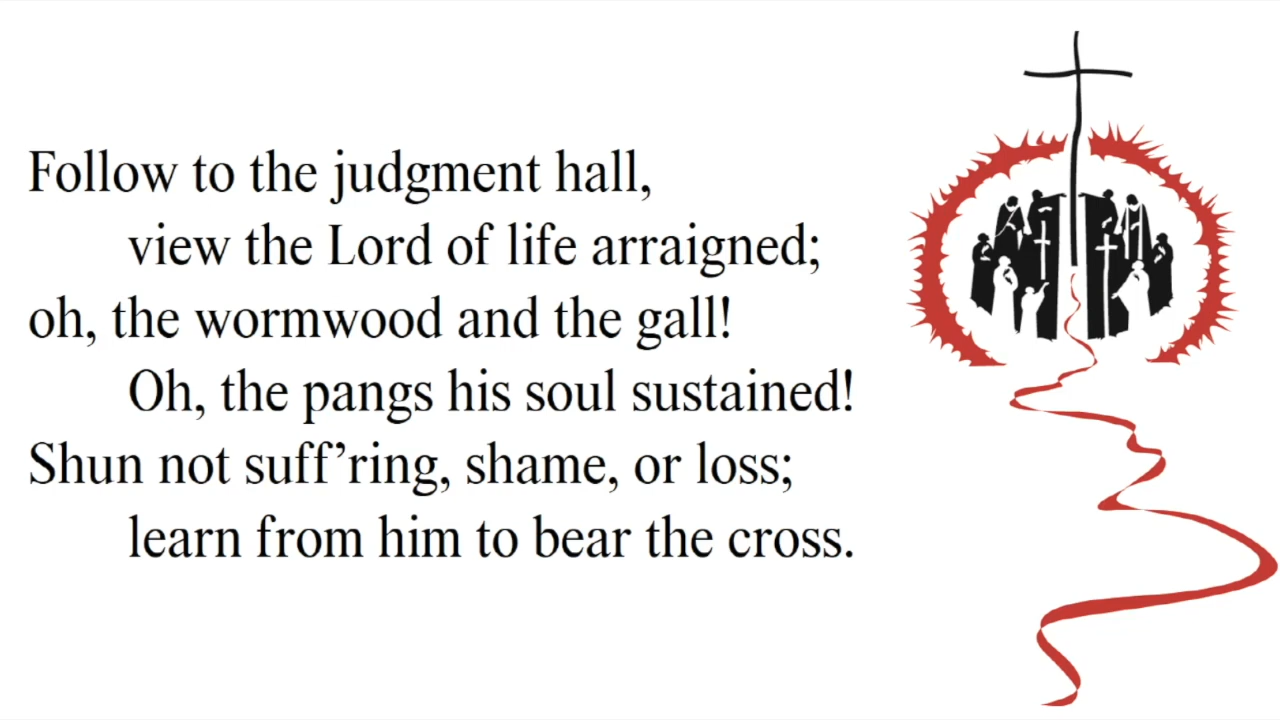 Follow to the judgment hall,
view the Lord of life arraigned;
oh, the wormwood and the gall!
Oh, the pangs his soul sustained!
Shun not suff’ring, shame, or loss;
learn from him to bear the cross.